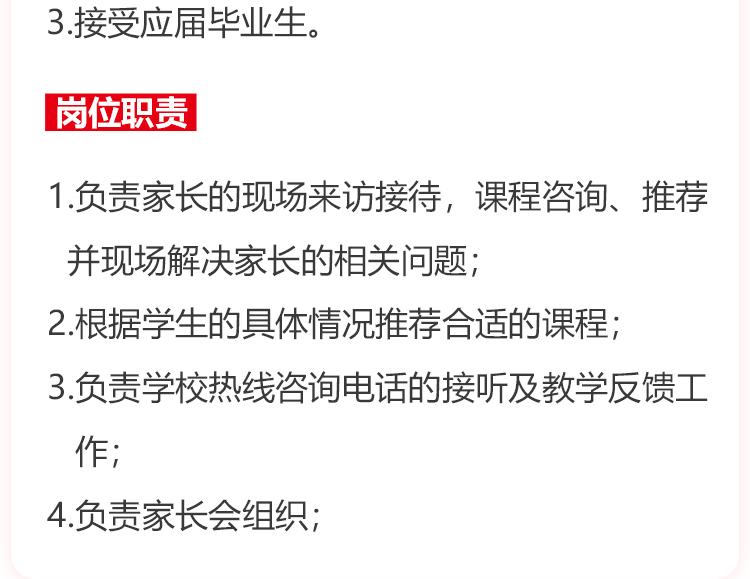 3.接受应届毕业生。
岗位职责
1.负责家长的现场来访接待，课程咨询、推荐
并现场解决家长的相关问题；
2.根据学生的具体情况推荐合适的课程；
3.负责学校热线咨询电话的接听及教学反馈工
作；
4.负责家长会组织；